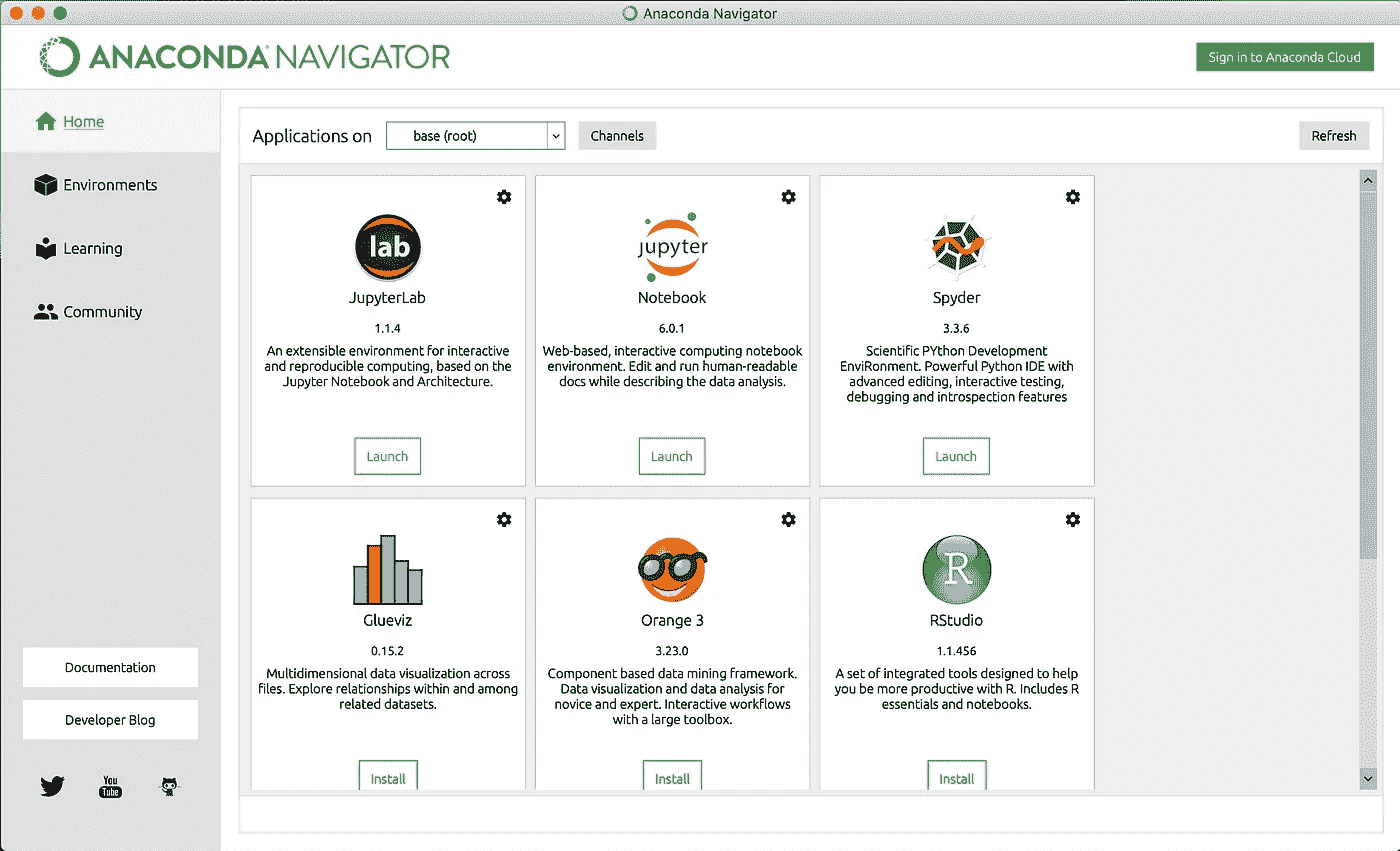 Anaconda Navigator
ANACONDA NAVIGATOR
Sign in to Anaconda Cloud
Home
Environments
Learning
Community
Documentation
Developer Blog
You
Tube
Applications on
base (root)
Channels
Refresh
lab
JupyterLab
1.1.4
An extensible environment for interactive
and reproducible computing, based on the
Jupyter Notebook and Architecture.
Launch
jupyter
Notebook
6.0.1
Web-based, interactive computing notebook
environment. Edit and run human-readable
docs while describing the data analysis.
Launch
Spyder
3.3.6
Scientific PYthon Development
EnviRonment. Powerful Python IDE with
advanced editing, interactive testing,
debugging and introspection features
Launch
Glueviz
0.15.2
Multidimensional data visualization across
files. Explore relationships within and among
related datasets.
Install
Orange 3
3.23.0
Component based data mining framework.
Data visualization and data analysis for
novice and expert. Interactive workflows
with a large toolbox.
Install
R
RStudio
1.1.456
A set of integrated tools designed to help
you be more productive with R. Includes R
essentials and notebooks.
Install